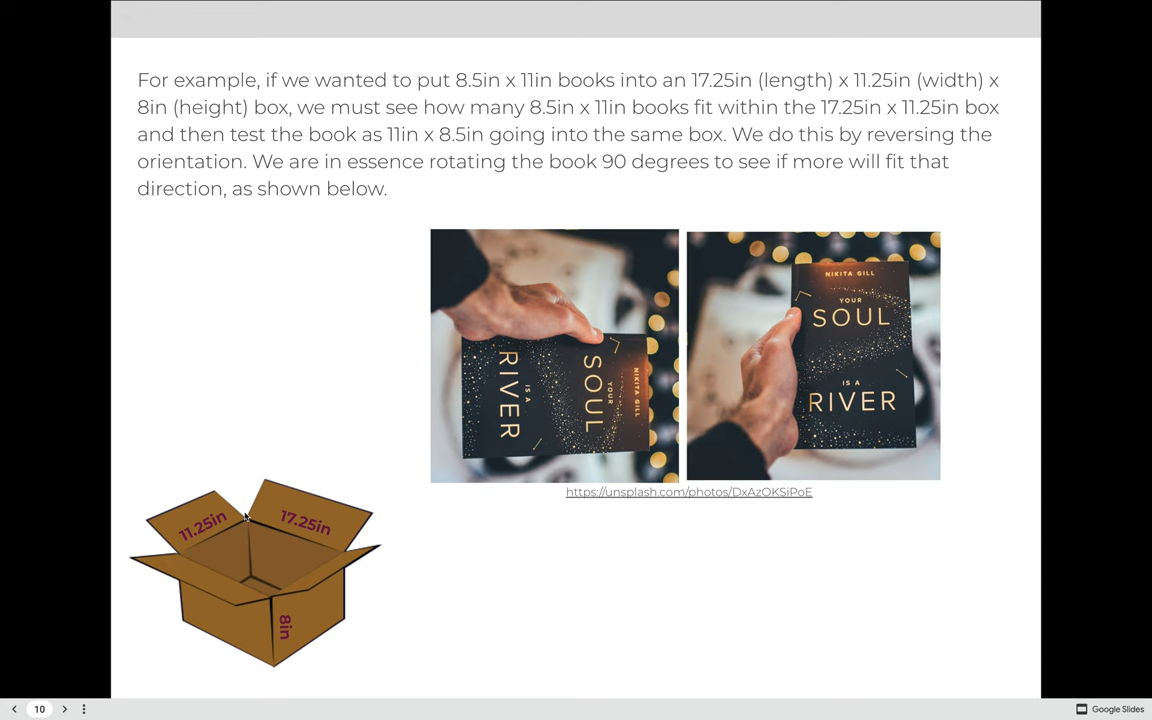 For example, if we wanted to put 8.5in x 11in books into an 17.25in (length) x 11.25in (width) x
8in (height) box, we must see how many 8.5in x 11in books fit within the 17.25in x 11.25in box
and then test the book as 11in x 8.5in going into the same box. We do this by reversing the
orientation. We are in essence rotating the book 90 degrees to see if more will fit that
direction, as shown below.
NIKITA GILL
YOUR
SOUL
IS A
RIVER
NIKITA GILL
YOUR
SOUL
IS A
RIVER
https://unsplash.com/photos/DxAzOKSiPoE
11.25in
17.25in
8in
10
Google Slides